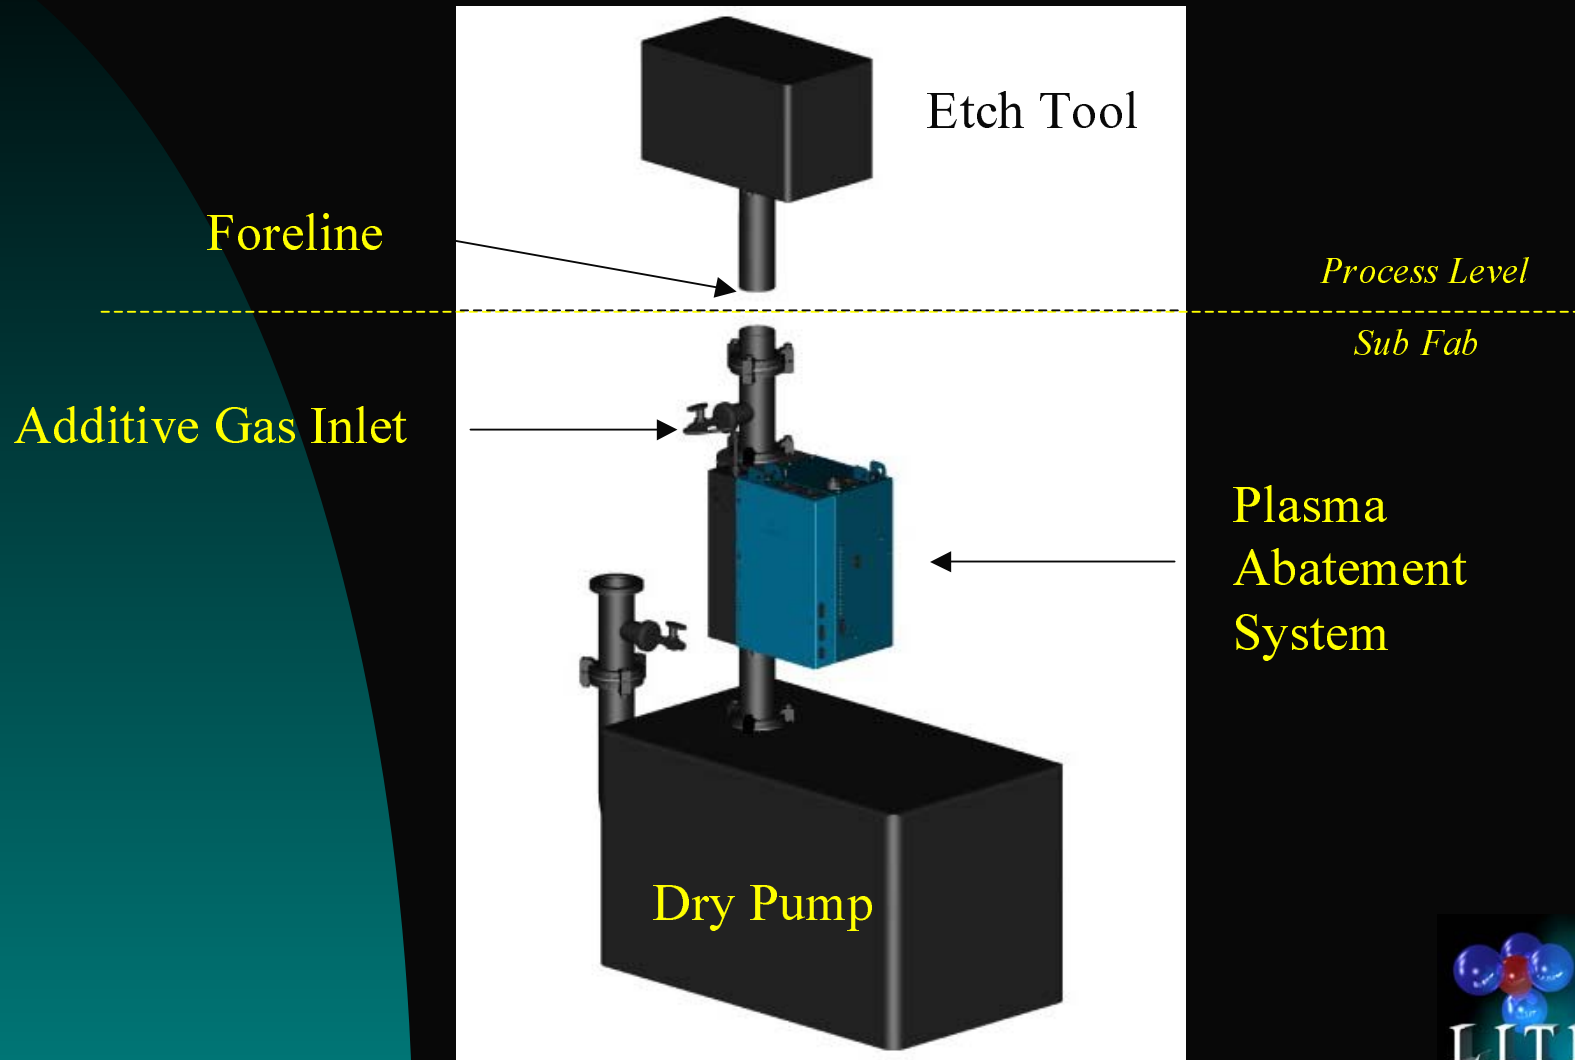 Etch Tool
Foreline
Process Level
Sub Fab
Additive Gas Inlet
Plasma
Abatement
System
Dry Pump